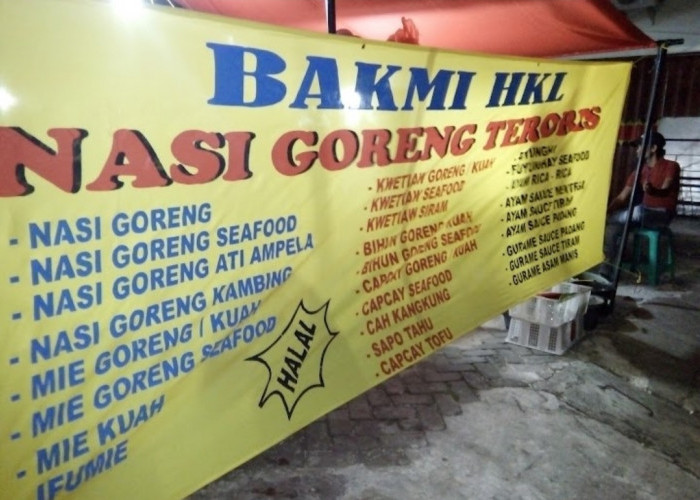 BAKMI HKL
NASI GORENG TERORIS
- NASI GORENG
- NASI GORENG SEAFOOD
- NASI GORENG ATI AMPELA
- NASI GORENG KAMBING
- MIE GORENG / KUAH
- MIE GORENG SEAFOOD
- MIE KUAH
IFUMIE
HALAL
- KWETIAW GORENG / KUAH
- KWETIAW SEAFOOD
- KWETIAW SIRAM
- BIHUN GORENG KUAH
- BIHUN GORENG SEAFOOD
- CAPCAY GORENG KUAH
- CAPCAY SEAFOOD
- CAH KANGKUNG
- SAPO TAHU
- CAPCAY TOFU
- FUYUNGHAY SEAFOOD
- AYAM RICA - RICA
- AYAM SAUCE MENTEGA
- AYAM SAUCE TIRAM
- AYAM SAUCE PADANG
- GURAME SAUCE PADANG
- GURAME SAUCE TIRAM
- GURAME ASAM MANIS